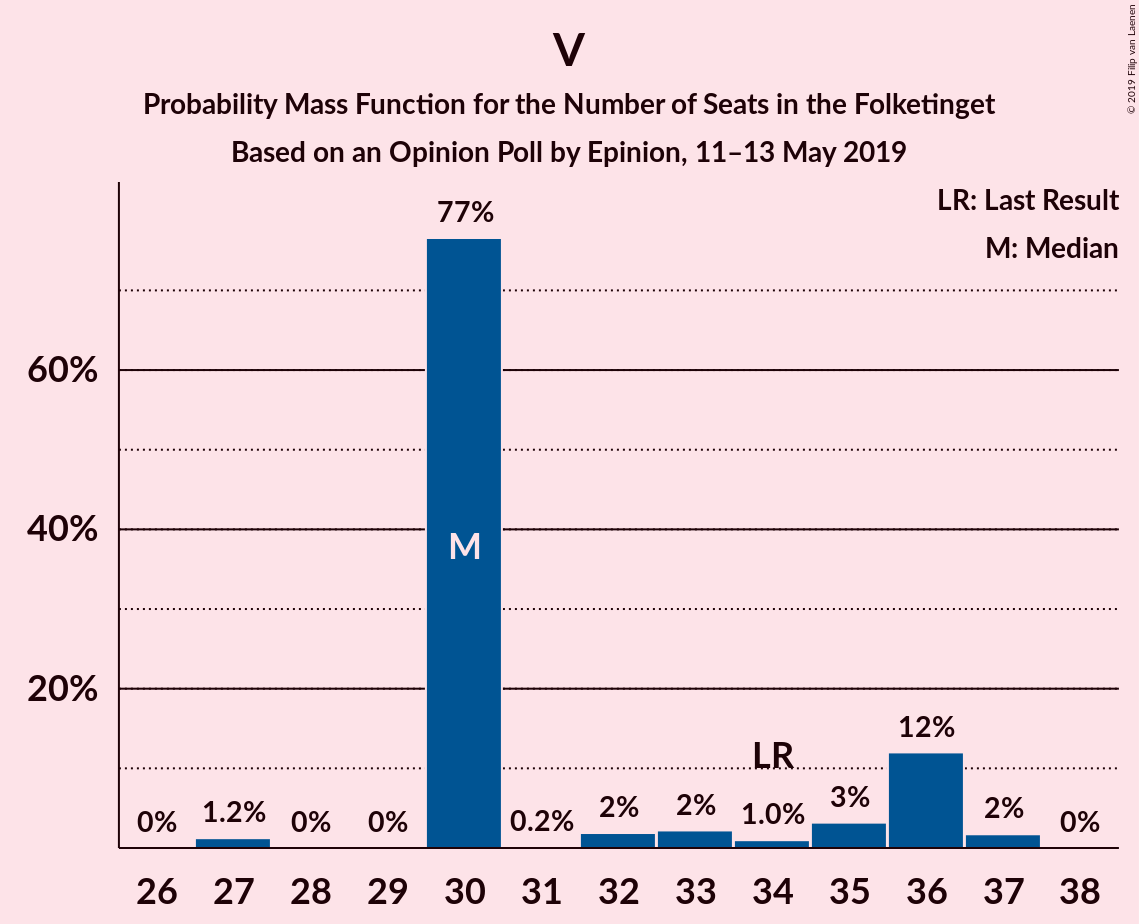 V
Probability Mass Function for the Number of Seats in the Folketinget
Based on an Opinion Poll by Epinion, 11–13 May 2019
© 2019 Filip van Laenen
LR: Last Result
M: Median
77%
60%
40%
M
20%
12%
LR
0% 1.2% 0% 0% 0.2% 2% 2% 1.0% 3% 2% 0%
26 27 28 29 30 31 32 33 34 35 36 37 38